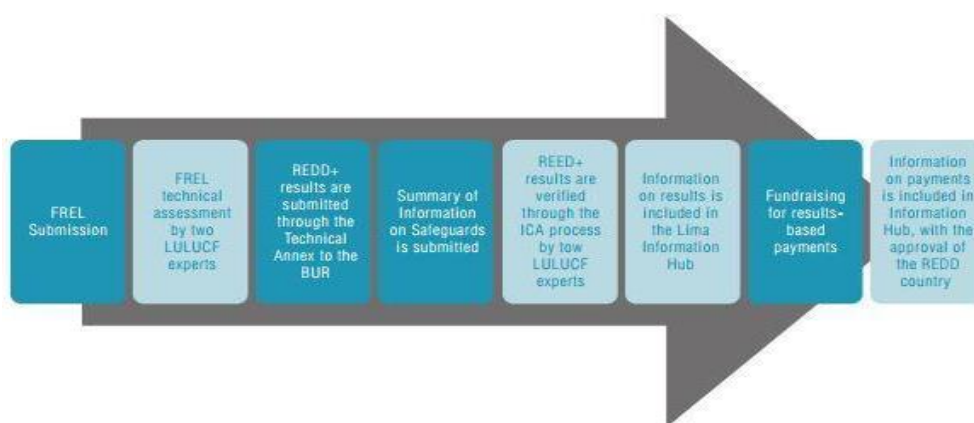 FREL
Submission
FREL
technical
assessment
by two
LULUCF
experts
REDD+
results are
submitted
through the
Technical
Annex to the
BUR
Summary of
Information
on Safeguards
is submitted
REED+
results are
verified
through the
ICA process
by tow
LULUCF
experts
Information
on results is
included in
the Lima
Information
Hub
Fundraising
for results-
based
payments
Information
on payments
is included in
Information
Hub, with the
approval of
the REDD
country